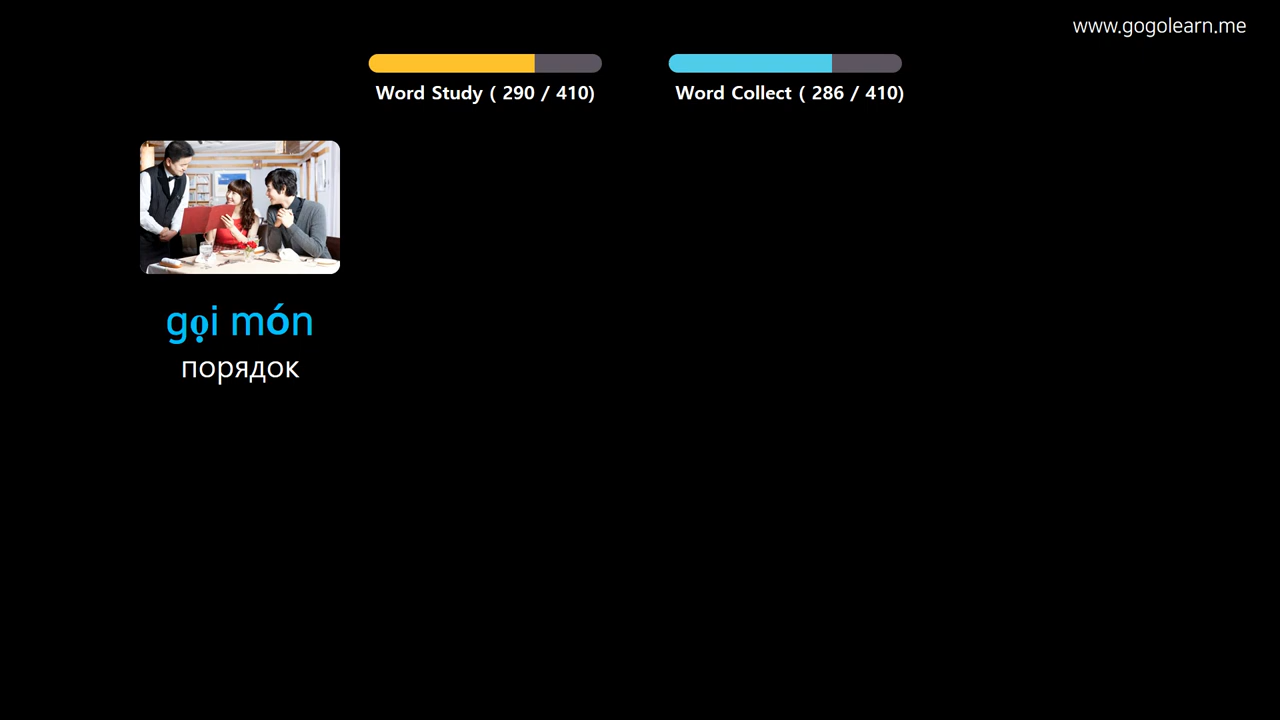 www.gogolearn.me
Word Study ( 290 / 410)
Word Collect ( 286 / 410)
gọi món
порядок